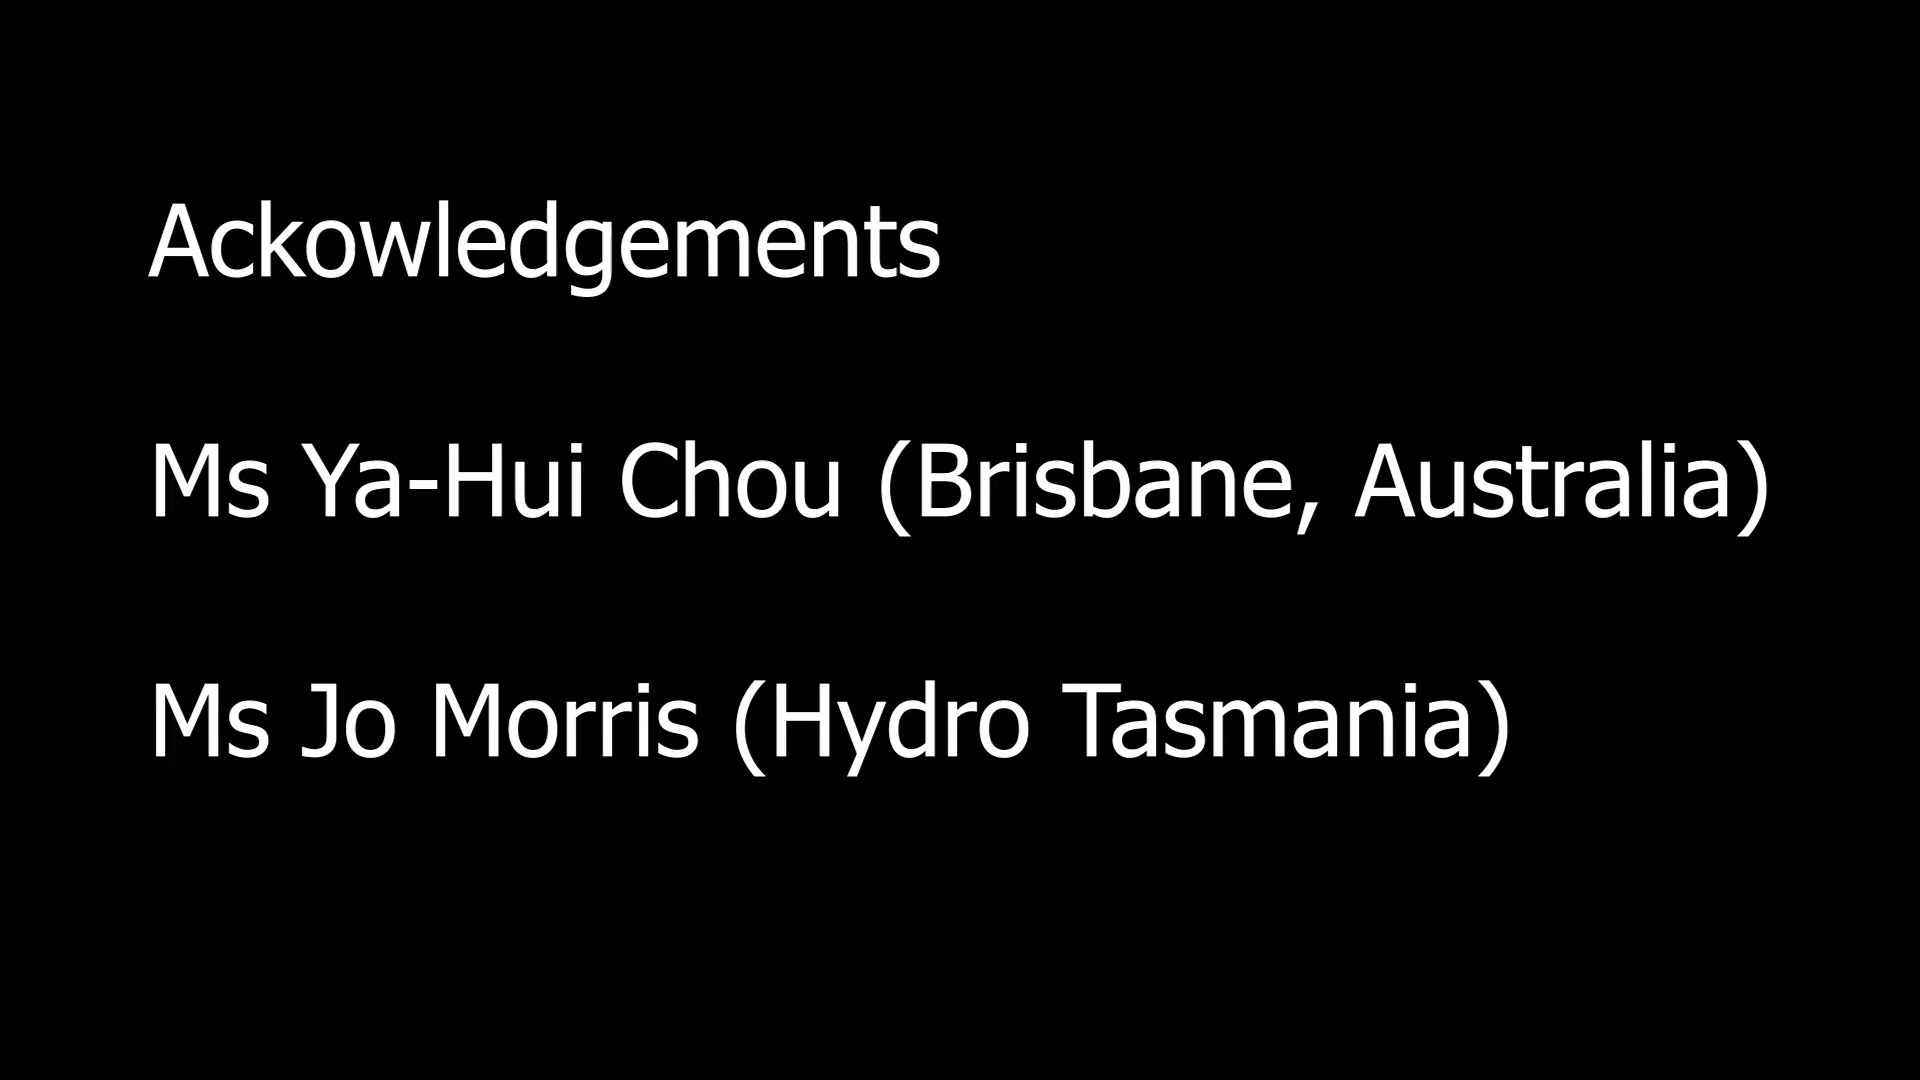 Ackowledgements
Ms Ya-Hui Chou (Brisbane, Australia)
Ms Jo Morris (Hydro Tasmania)